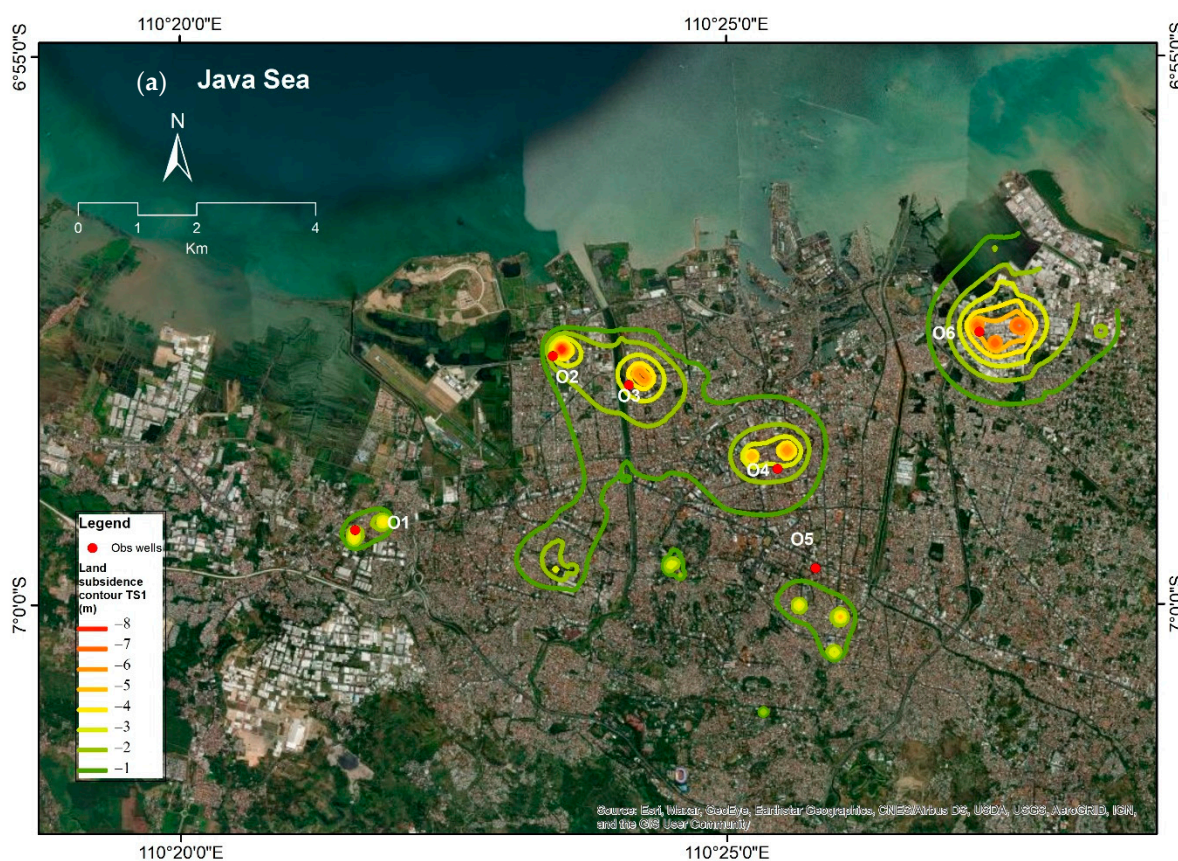 110°20'0"E
110°25'0"E
6°55'0"S
6°55'0"S
(a)
Java Sea
N
0
1
2
4
Km
O6
O2
O3
O4
O1
O5
Legend
Obs wells
Land
subsidence
contour TS1
(m)
−8
−7
−6
−5
−4
−3
−2
−1
7°0'0"S
7°0'0"S
Source: Esri, Maxar, GeoEye, Earthstar Geographics, CNES/Airbus DS, USDA, USGS, AeroGRID, IGN,
and the GIS User Community
110°20'0"E
110°25'0"E